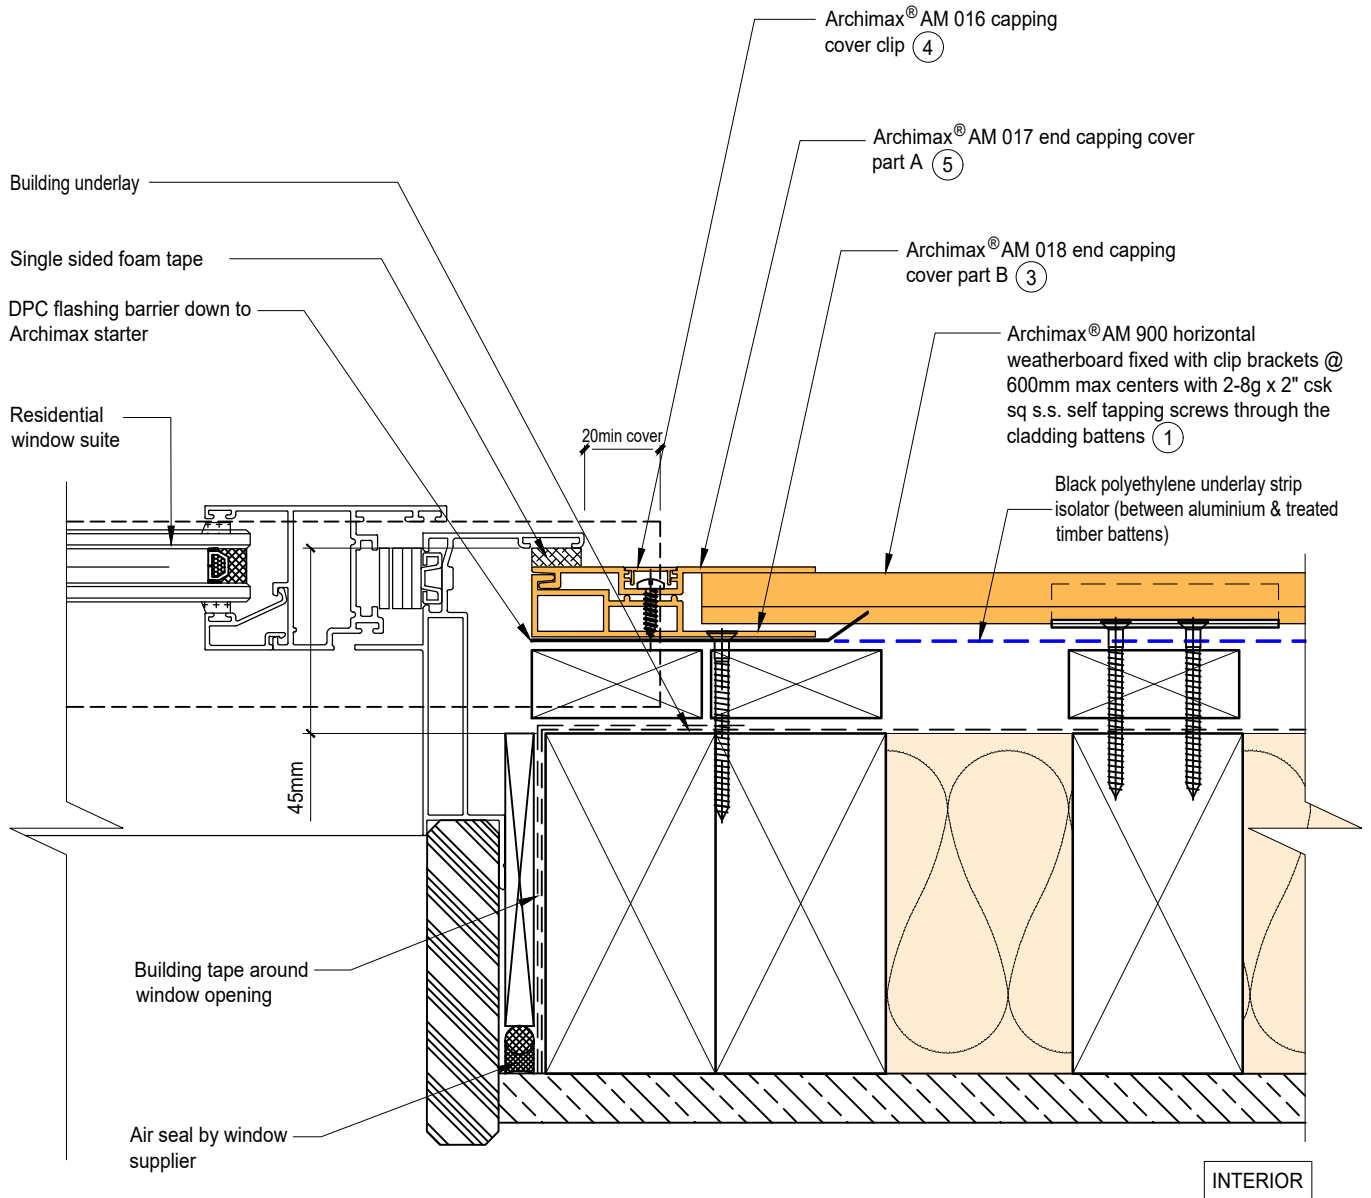 Archimax® AM 016 capping
cover clip 4
Archimax® AM 017 end capping cover
part A 5
Building underlay
Archimax® AM 018 end capping
cover part B 3
Single sided foam tape
DPC flashing barrier down to
Archimax starter
Archimax® AM 900 horizontal
weatherboard fixed with clip brackets @
600mm max centers with 2-8g x 2" csk
sq s.s. self tapping screws through the
cladding battens 1
Residential
window suite
20min cover
Black polyethylene underlay strip
isolator (between aluminium & treated
timber battens)
45mm
Building tape around
window opening
Air seal by window
supplier
INTERIOR